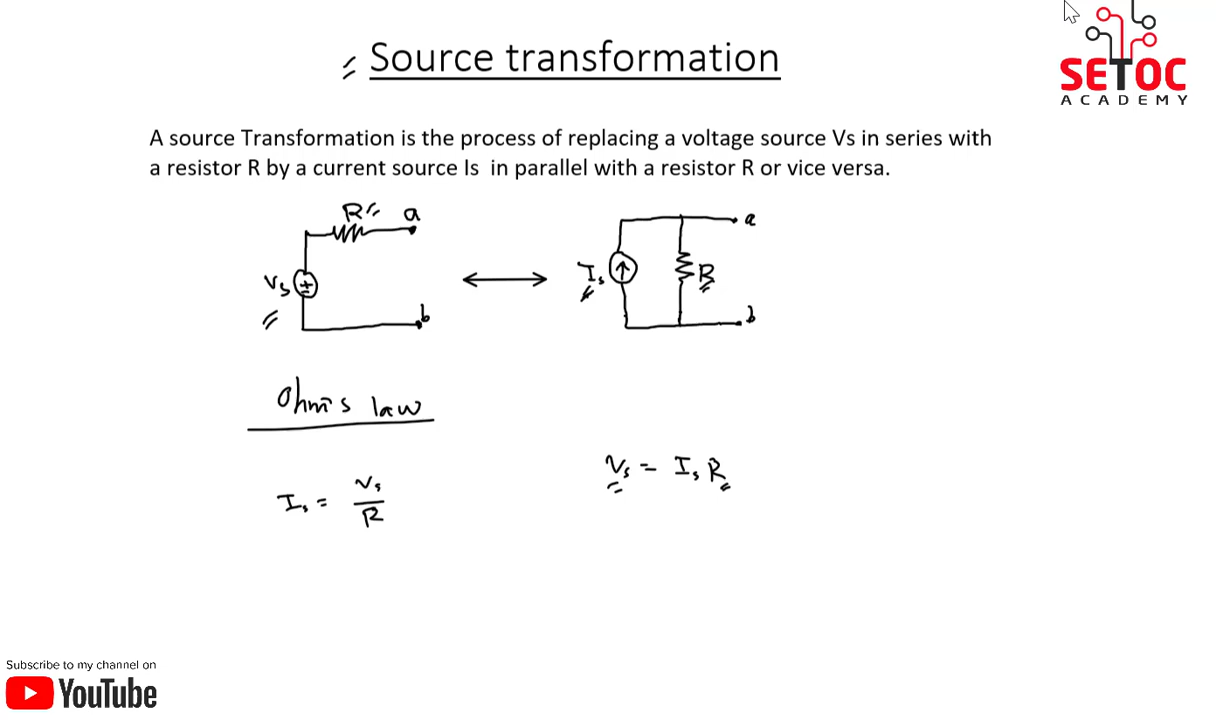 Source transformation
SETOC
ACADEMY
A source Transformation is the process of replacing a voltage source Vs in series with
a resistor R by a current source Is in parallel with a resistor R or vice versa.
R a
Vs
b
a
Is R
b
Ohm's law
Is = Vs
R
Vs = Is R
Subscribe to my channel on
YouTube